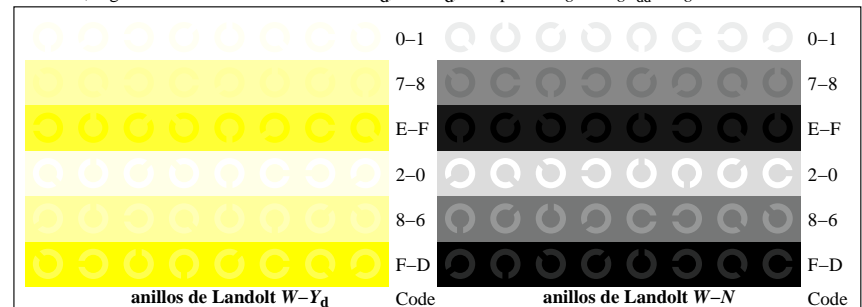 0–1 0–1
7–8 7–8
E–F E–F
2–0 2–0
8–6 8–6
F–D F–D
anillos de Landolt W–Yd Code anillos de Landolt W–N Code